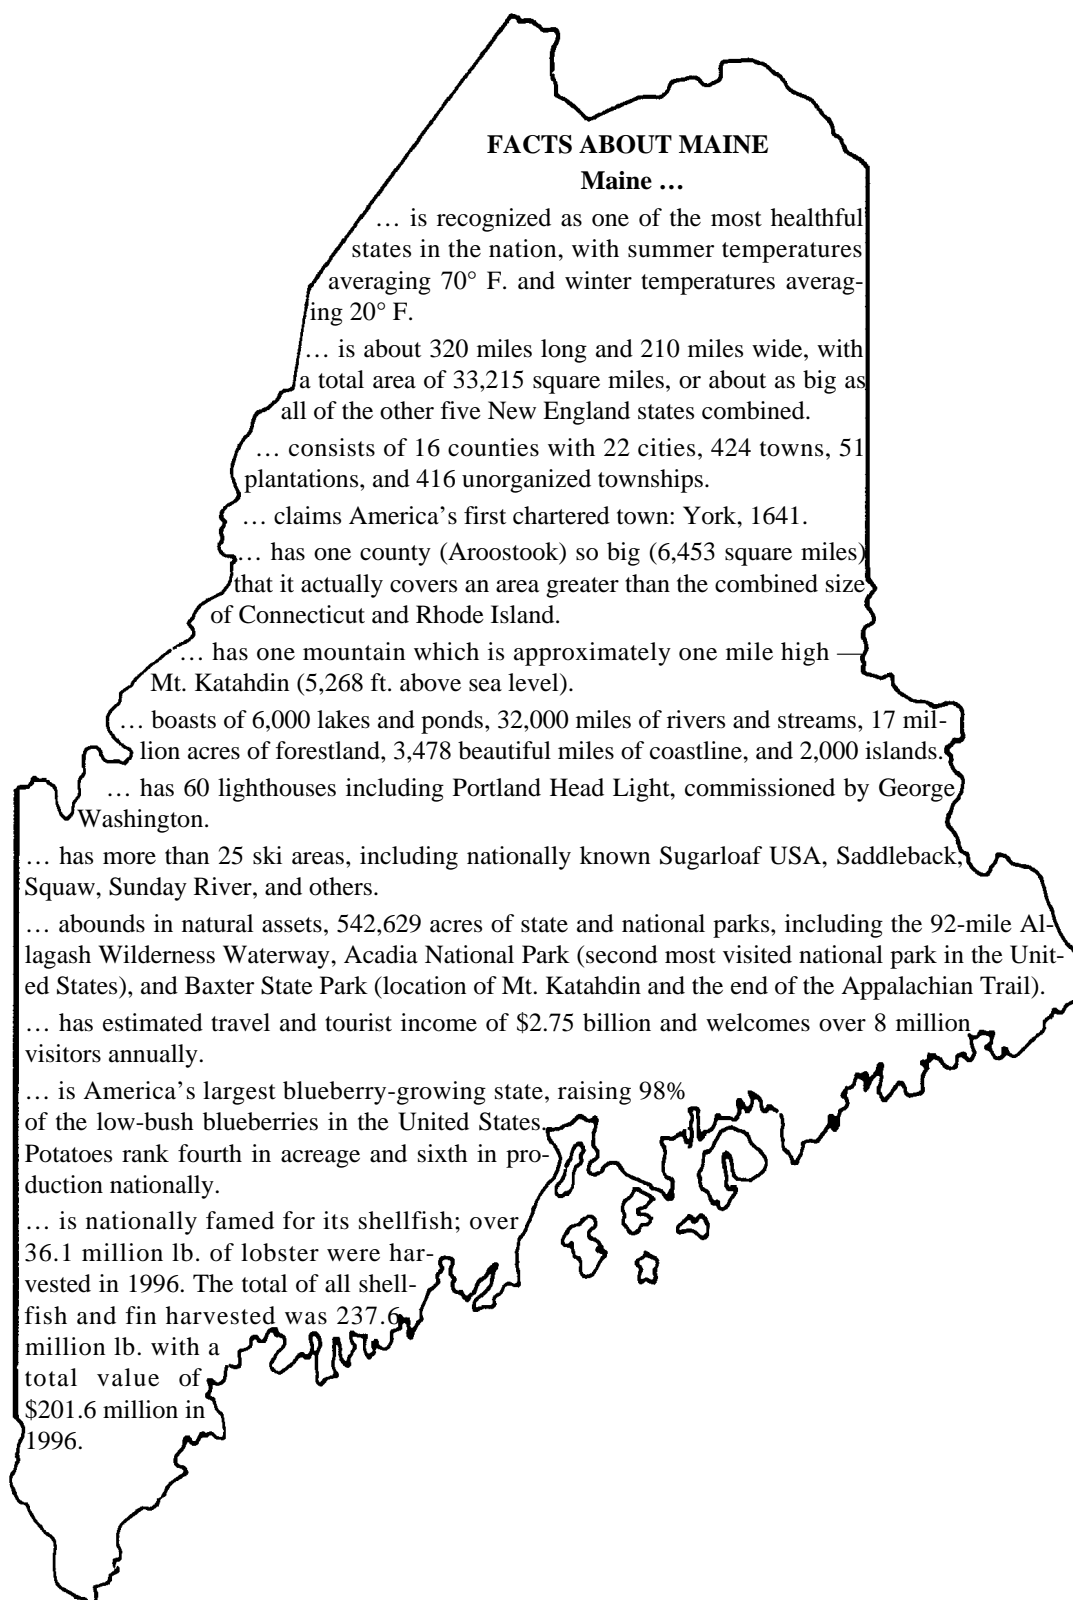 FACTS ABOUT MAINE
Maine …
… is recognized as one of the most healthful
states in the nation, with summer temperatures
averaging 70° F. and winter temperatures averag-
ing 20° F.
… is about 320 miles long and 210 miles wide, with
a total area of 33,215 square miles, or about as big as
all of the other five New England states combined.
… consists of 16 counties with 22 cities, 424 towns, 51
plantations, and 416 unorganized townships.
… claims America’s first chartered town: York, 1641.
… has one county (Aroostook) so big (6,453 square miles)
that it actually covers an area greater than the combined size
of Connecticut and Rhode Island.
… has one mountain which is approximately one mile high —
Mt. Katahdin (5,268 ft. above sea level).
… boasts of 6,000 lakes and ponds, 32,000 miles of rivers and streams, 17 mil-
lion acres of forestland, 3,478 beautiful miles of coastline, and 2,000 islands.
… has 60 lighthouses including Portland Head Light, commissioned by George
Washington.
… has more than 25 ski areas, including nationally known Sugarloaf USA, Saddleback,
Squaw, Sunday River, and others.
… abounds in natural assets, 542,629 acres of state and national parks, including the 92-mile Al-
lagash Wilderness Waterway, Acadia National Park (second most visited national park in the Unit-
ed States), and Baxter State Park (location of Mt. Katahdin and the end of the Appalachian Trail).
… has estimated travel and tourist income of $2.75 billion and welcomes over 8 million
visitors annually.
… is America’s largest blueberry-growing state, raising 98%
of the low-bush blueberries in the United States.
Potatoes rank fourth in acreage and sixth in pro-
duction nationally.
… is nationally famed for its shellfish; over
36.1 million lb. of lobster were har-
vested in 1996. The total of all shell-
fish and fin harvested was 237.6
million lb. with a
total value of
$201.6 million in
1996.